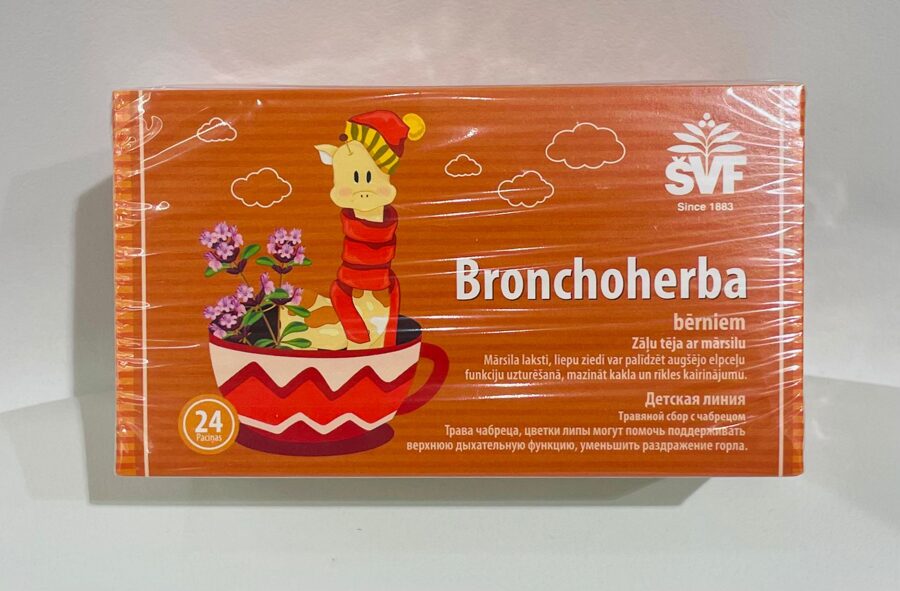 ŠVF
Since 1883
Bronchoherba
bērniem
Zāļu tēja ar mārsilu
Mārsila laksti, liepu ziedi var palīdzēt augšējo elpceļu
funkciju uzturēšanā, mazināt kakla un rīkles kairinājumu.
Детская линия
Травяной сбор с чабрецом
Трава чабреца, цветки липы могут помочь поддерживать
верхнюю дыхательную функцию, уменьшить раздражение горла.
24
Paciņas